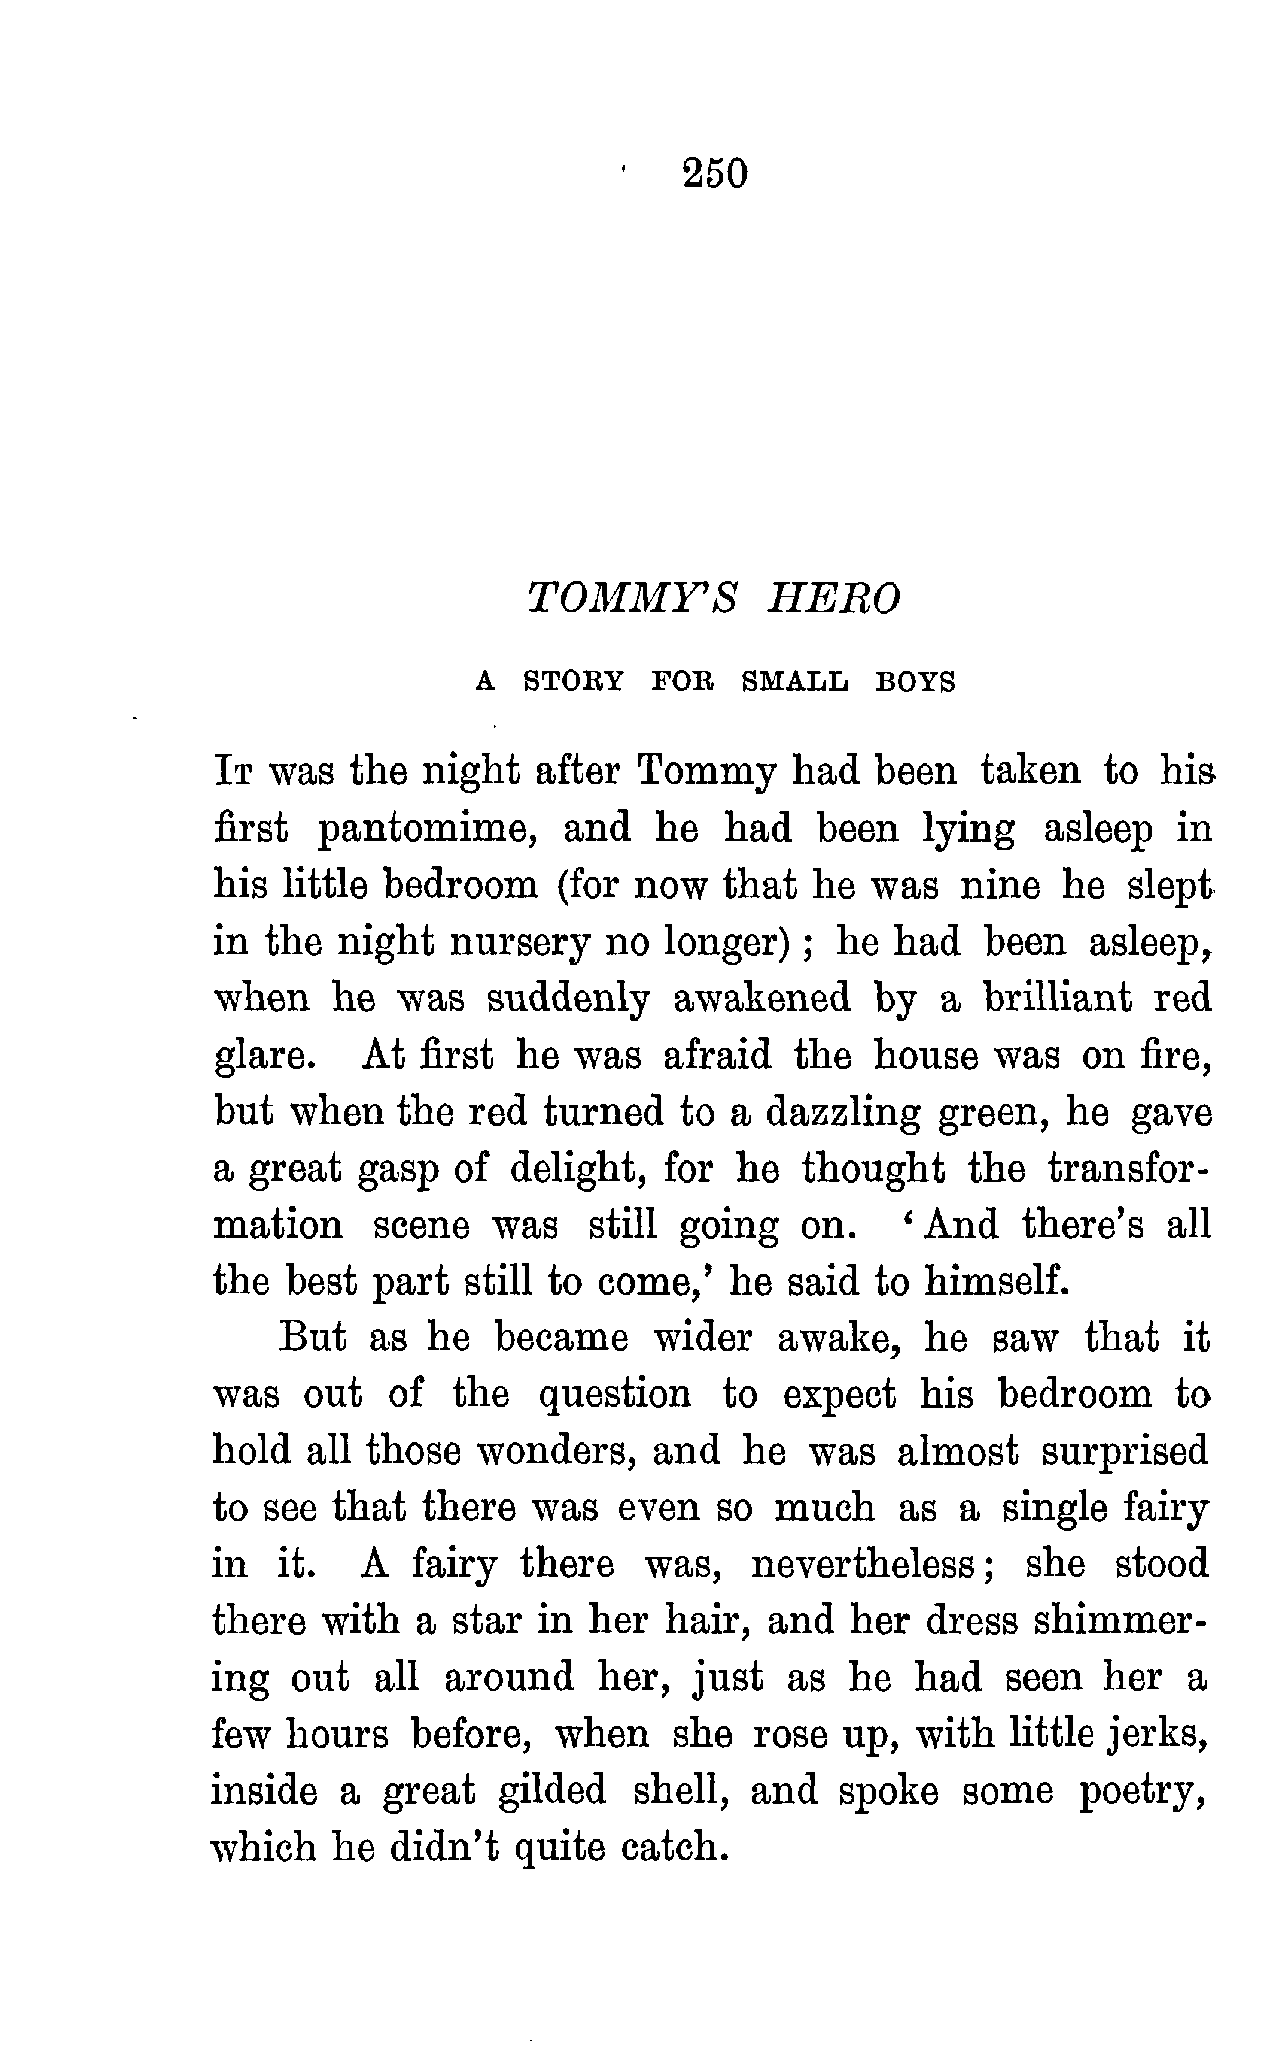 250
TOMMY'S HERO
A STORY FOR SMALL BOYS
IT was the night after Tommy had been taken to his
first pantomime, and he had been lying asleep in
his little bedroom (for now that he was nine he slept
in the night nursery no longer) ; he had been asleep,
when he was suddenly awakened by a brilliant red
glare. At first he was afraid the house was on fire,
but when the red turned to a dazzling green, he gave
a great gasp of delight, for he thought the transfor-
mation scene was still going on. ‘And there's all
the best part still to come,’ he said to himself.
But as he became wider awake, he saw that it
was out of the question to expect his bedroom to
hold all those wonders, and he was almost surprised
to see that there was even so much as a single fairy
in it. A fairy there was, nevertheless; she stood
there with a star in her hair, and her dress shimmer-
ing out all around her, just as he had seen her a
few hours before, when she rose up, with little jerks,
inside a great gilded shell, and spoke some poetry,
which he didn't quite catch.